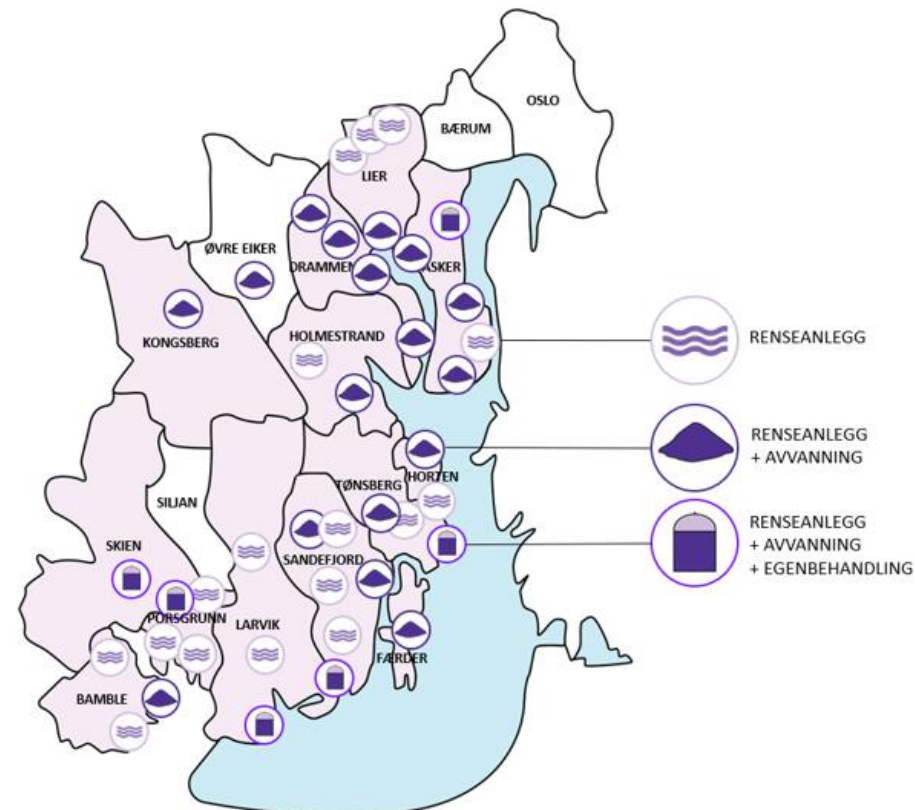 OSLO
BÆRUM
LIER
ØVRE EIKER
DRAMMEN
ASKER
KONGSBERG
HOLMESTRAND
RENSEANLEGG
RENSEANLEGG
+ AVVANNING
HORTEN
TØNSBERG
SILJAN
SKIEN
SANDEFJORD
RENSEANLEGG
+ AVVANNING
+ EGENBEHANDLING
PORSGRUNN
LARVIK
FÆRDER
BAMBLE